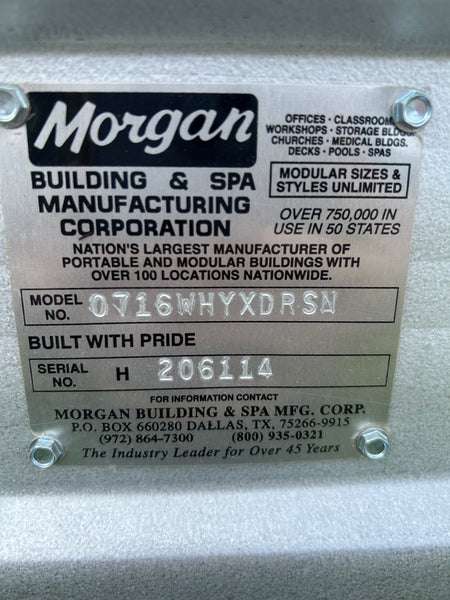 Morgan
OFFICES · CLASSROOMS
WORKSHOPS · STORAGE BLDGS.
CHURCHES · MEDICAL BLDGS.
DECKS · POOLS · SPAS
MODULAR SIZES &
STYLES UNLIMITED
BUILDING & SPA
MANUFACTURING
CORPORATION
OVER 750,000 IN
USE IN 50 STATES
NATION'S LARGEST MANUFACTURER OF
PORTABLE AND MODULAR BUILDINGS WITH
OVER 100 LOCATIONS NATIONWIDE.
MODEL NO. 0716WHYXDRSN
BUILT WITH PRIDE
SERIAL NO. H 206114
FOR INFORMATION CONTACT
MORGAN BUILDING & SPA MFG. CORP.
P.O. BOX 660280 DALLAS, TX, 75266-9915
(972) 864-7300 (800) 935-0321
The Industry Leader for Over 45 Years